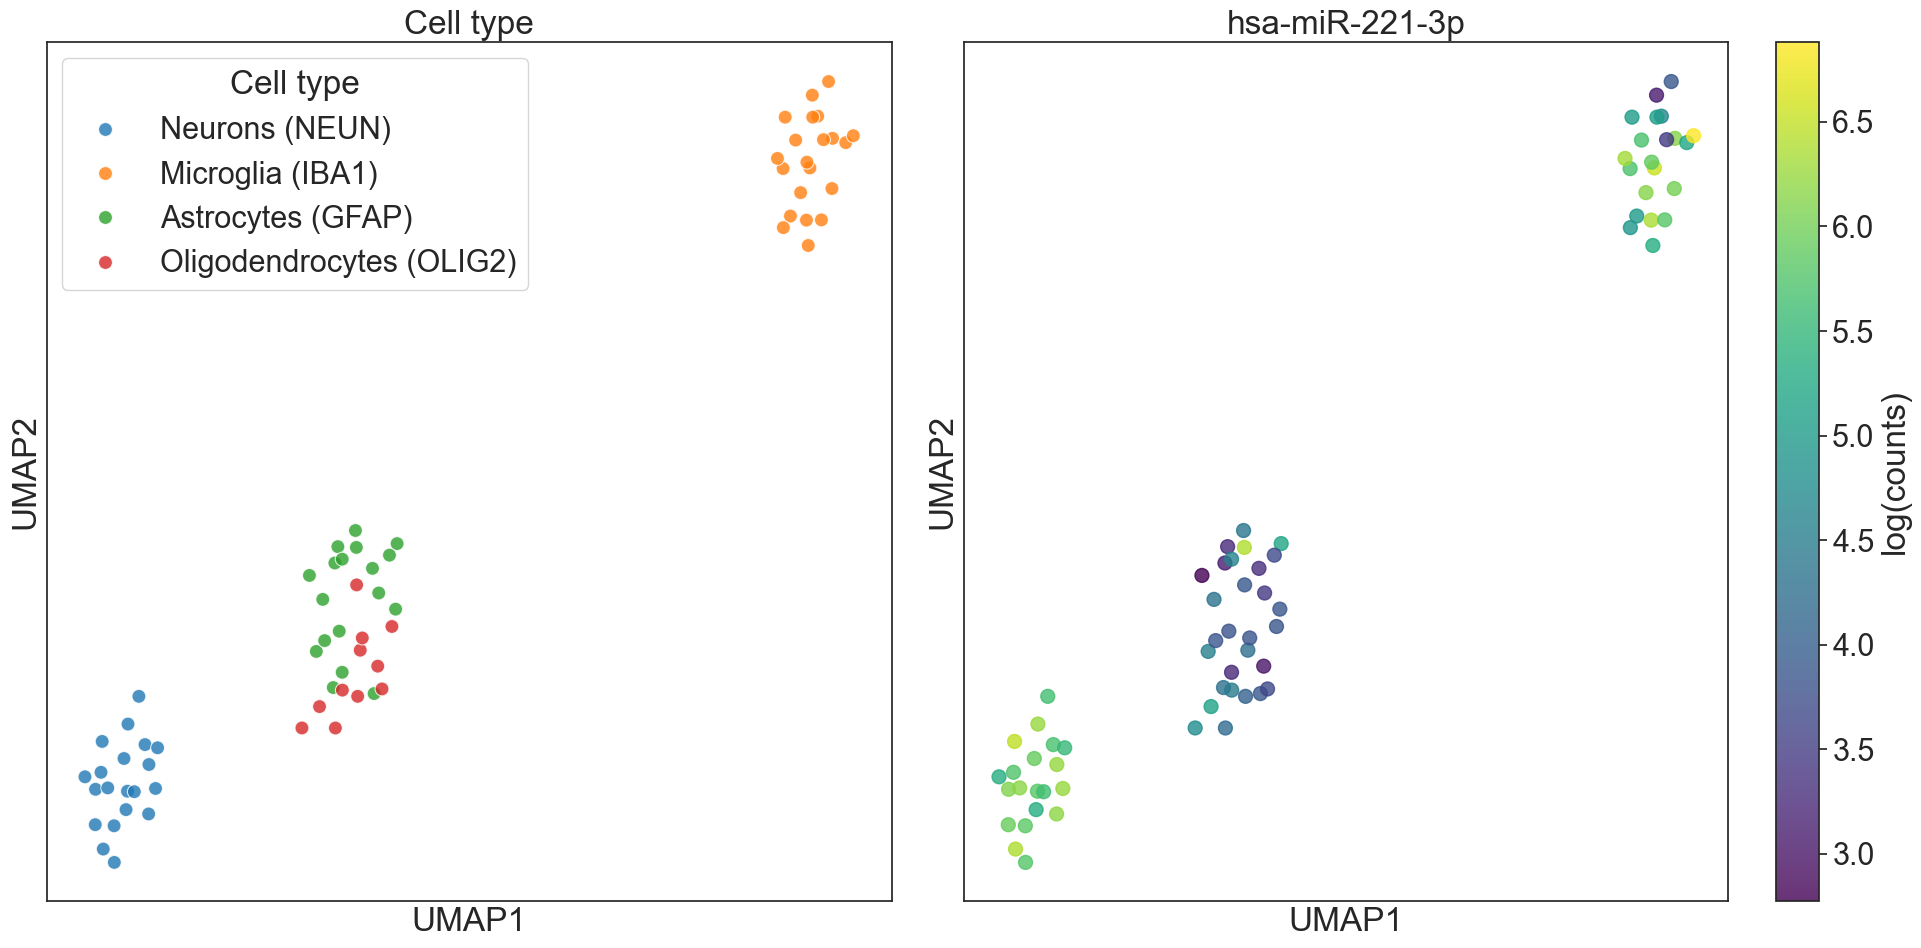 Cell type
Cell type
Neurons (NEUN)
Microglia (IBA1)
Astrocytes (GFAP)
Oligodendrocytes (OLIG2)
UMAP2
UMAP1
hsa-miR-221-3p
UMAP2
UMAP1
6.5
6.0
5.5
5.0
4.5
4.0
3.5
3.0
log(counts)